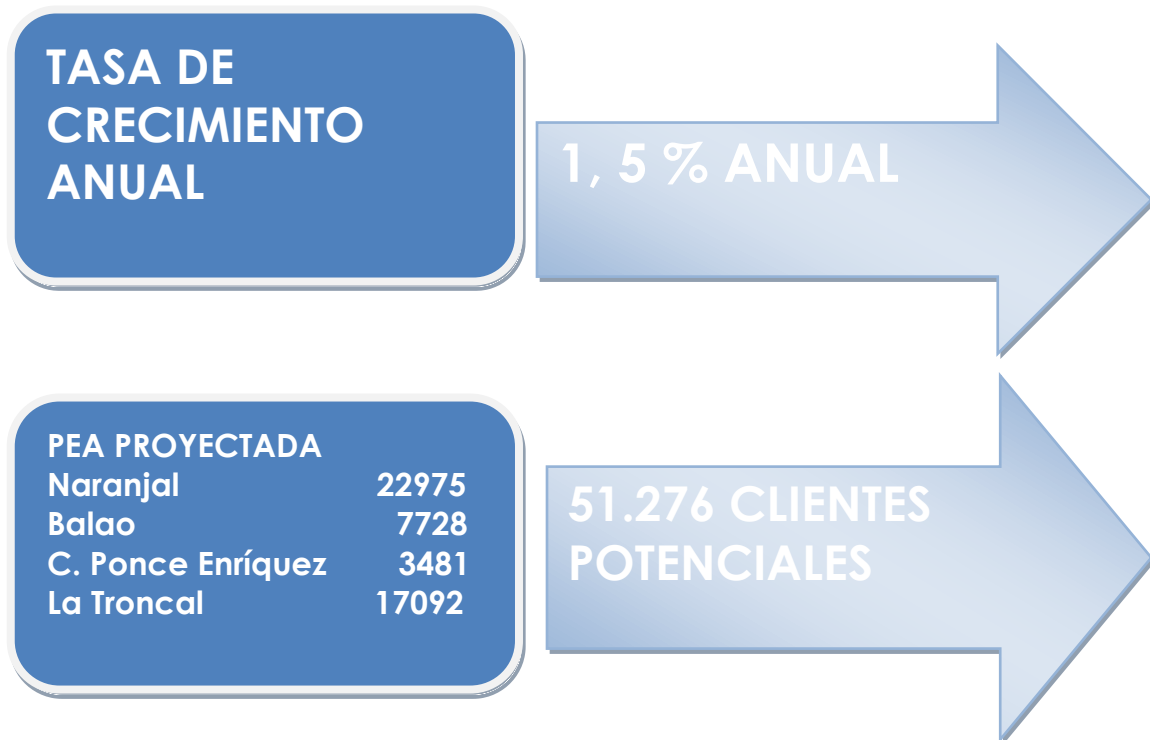 TASA DE
CRECIMIENTO
ANUAL
1, 5 % ANUAL
PEA PROYECTADA
Naranjal 22975
Balao 7728
C. Ponce Enríquez 3481
La Troncal 17092
51.276 CLIENTES
POTENCIALES